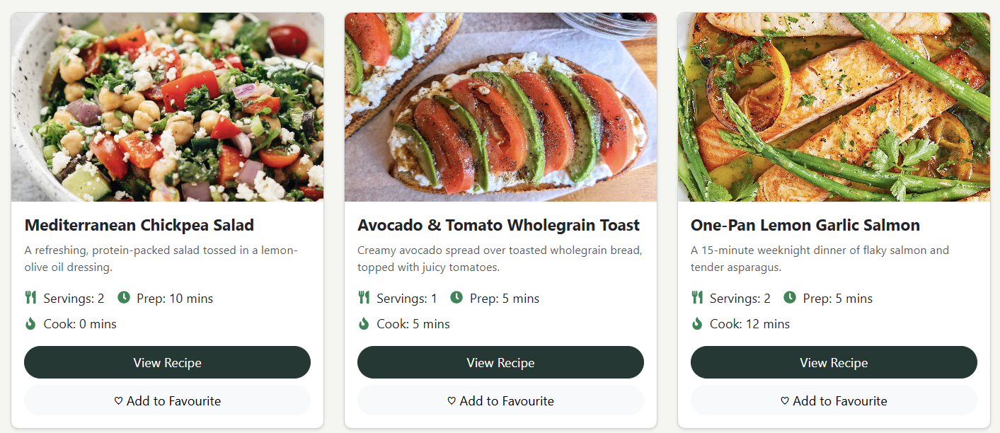 Mediterranean Chickpea Salad
A refreshing, protein-packed salad tossed in a lemon-
olive oil dressing.
Servings: 2 Prep: 10 mins
Cook: 0 mins
View Recipe
♡ Add to Favourite
Avocado & Tomato Wholegrain Toast
Creamy avocado spread over toasted wholegrain bread,
topped with juicy tomatoes.
Servings: 1 Prep: 5 mins
Cook: 5 mins
View Recipe
♡ Add to Favourite
One-Pan Lemon Garlic Salmon
A 15-minute weeknight dinner of flaky salmon and
tender asparagus.
Servings: 2 Prep: 5 mins
Cook: 12 mins
View Recipe
♡ Add to Favourite